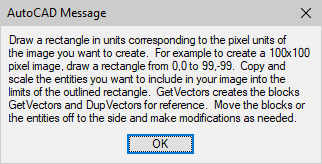 AutoCAD Message
Draw a rectangle in units corresponding to the pixel units of
the image you want to create.  For example to create a 100x100
pixel image, draw a rectangle from 0,0 to 99,-99.  Copy and
scale the entities you want to include in your image into the
limits of the outlined rectangle.  GetVectors creates the blocks
GetVectors and DupVectors for reference.  Move the blocks or
the entities off to the side and make modifications as needed.
OK